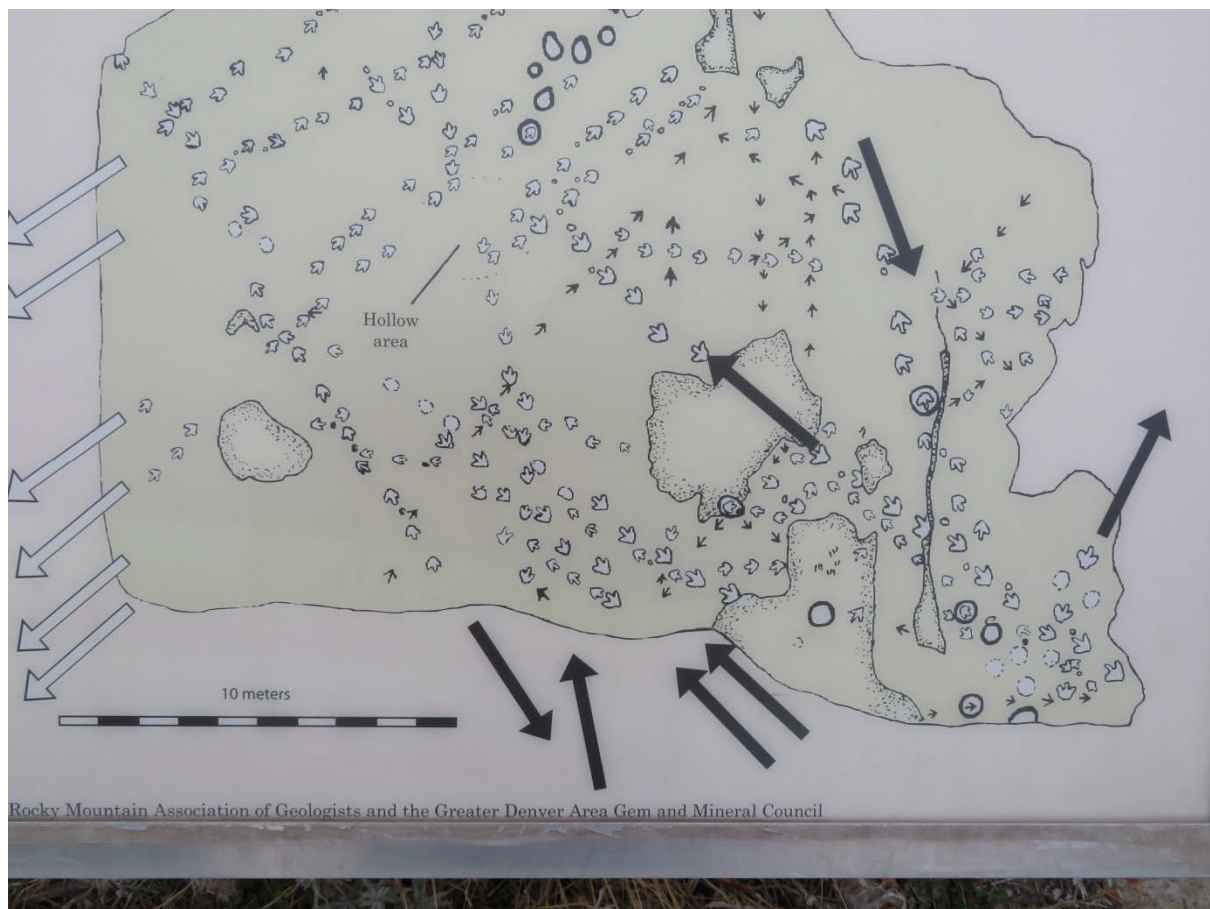 Hollow
area
10 meters
Rocky Mountain Association of Geologists and the Greater Denver Area Gem and Mineral Council